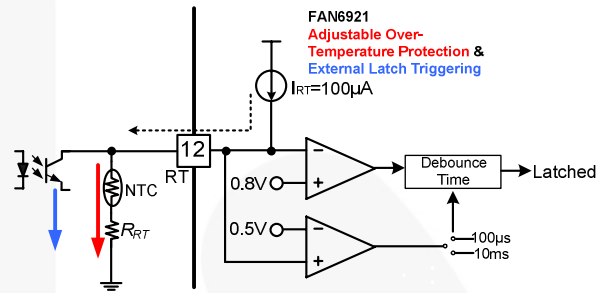 FAN6921
Adjustable Over-
Temperature Protection &
External Latch Triggering
IRT=100µA
12
RT
NTC
RRT
0.8V
0.5V
−
+
−
+
Debounce
Time
Latched
100µs
10ms